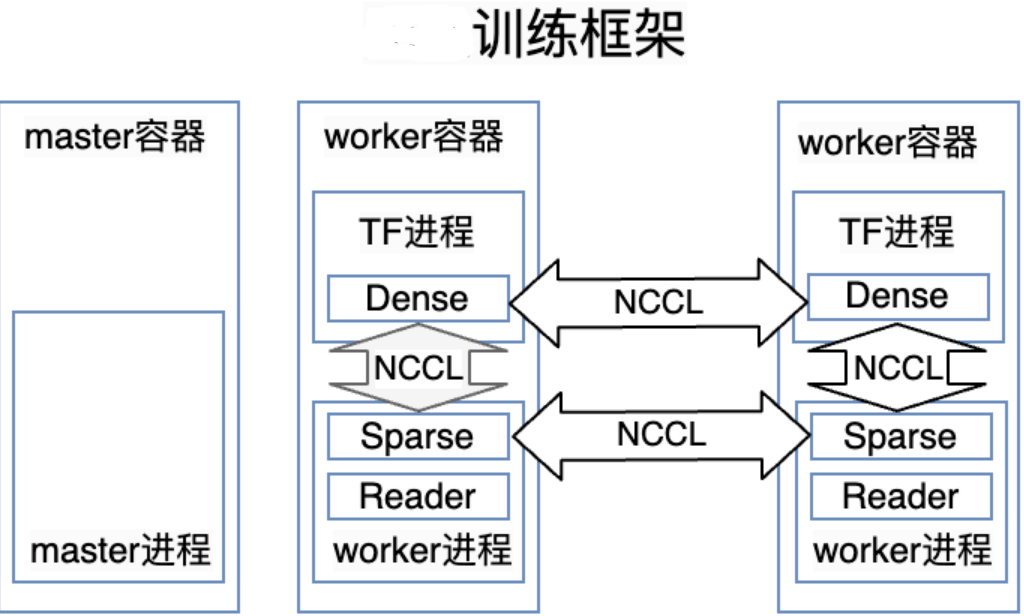 训练框架
master容器
master进程
worker容器
TF进程
Dense
NCCL
Sparse
Reader
worker进程
NCCL
NCCL
worker容器
TF进程
Dense
NCCL
Sparse
Reader
worker进程